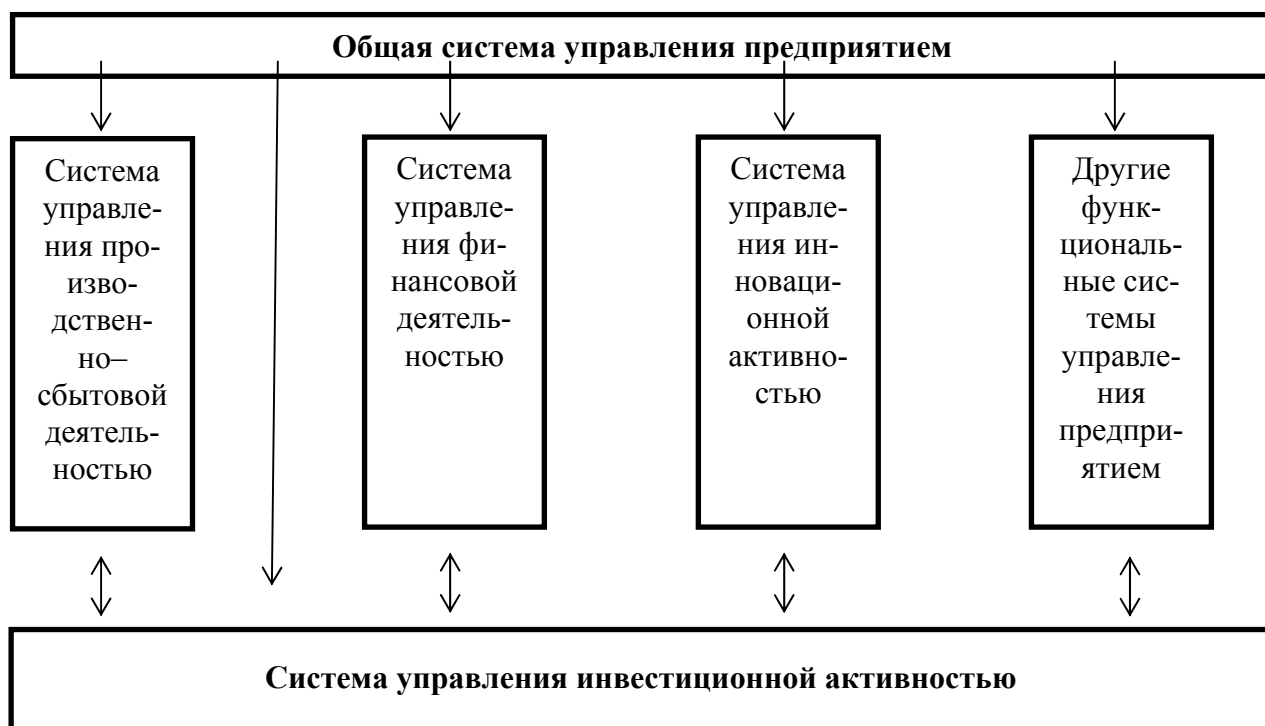 Общая система управления предприятием
Система
управле-
ния про-
изво-
дствен-
но–
сбытовой
деятель-
ностью
Система
управле-
ния фи-
нансовой
деятель-
ностью
Система
управле-
ния ин-
новаци-
онной
активно-
стью
Другие
функ-
циональ-
ные сис-
темы
управле-
ния
предпри-
ятием
Система управления инвестиционной активностью